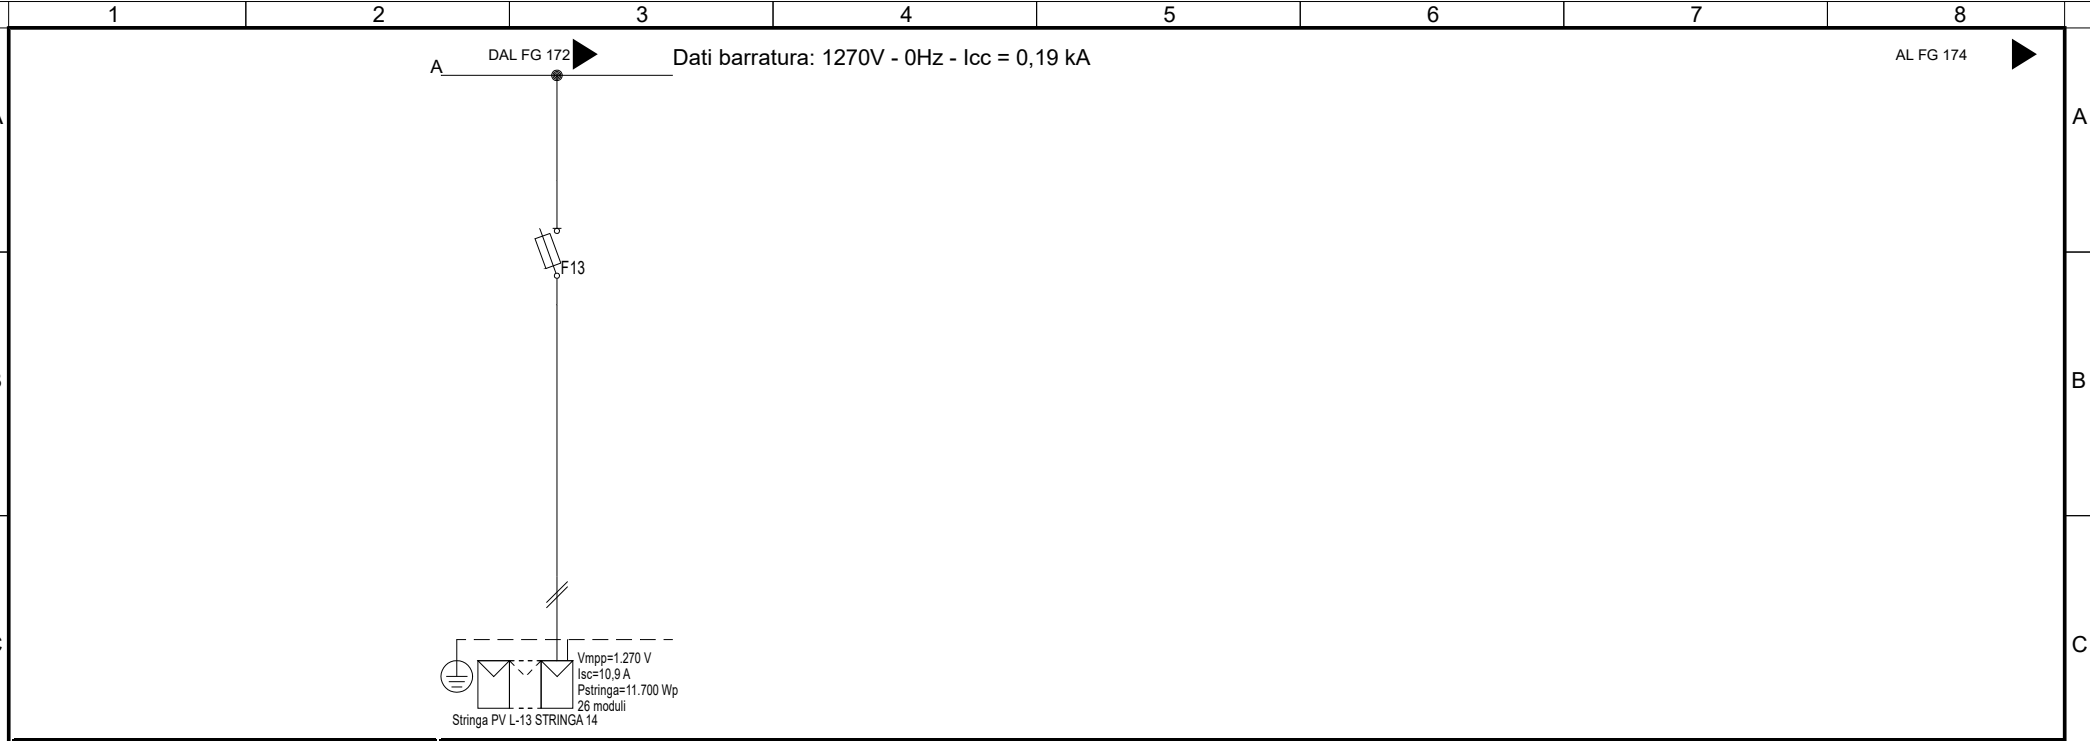 1 2 3 4 5 6 7 8
DAL FG 172
Dati barratura: 1270V - 0Hz - Icc = 0,19 kA
AL FG 174
A
A
F13
B
C
Vmpp=1.270 V
Isc=10,9 A
Pstringa=11.700 Wp
26 moduli
Stringa PV L-13 STRINGA 14